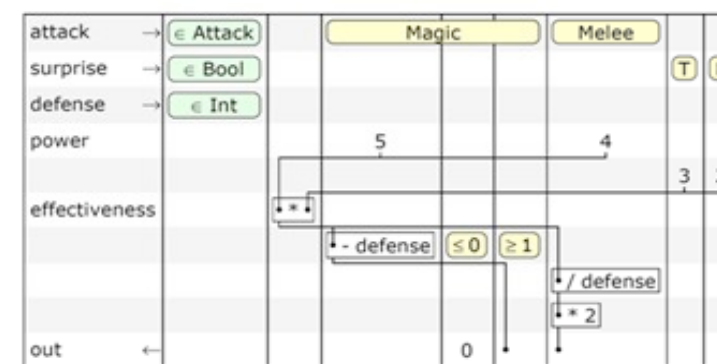 attack → ∈ Attack Magic Melee
surprise → ∈ Bool T
defense → ∈ Int
power 5 4
3
effectiveness *
- defense ≤ 0 ≥ 1
/ defense
* 2
out ← 0